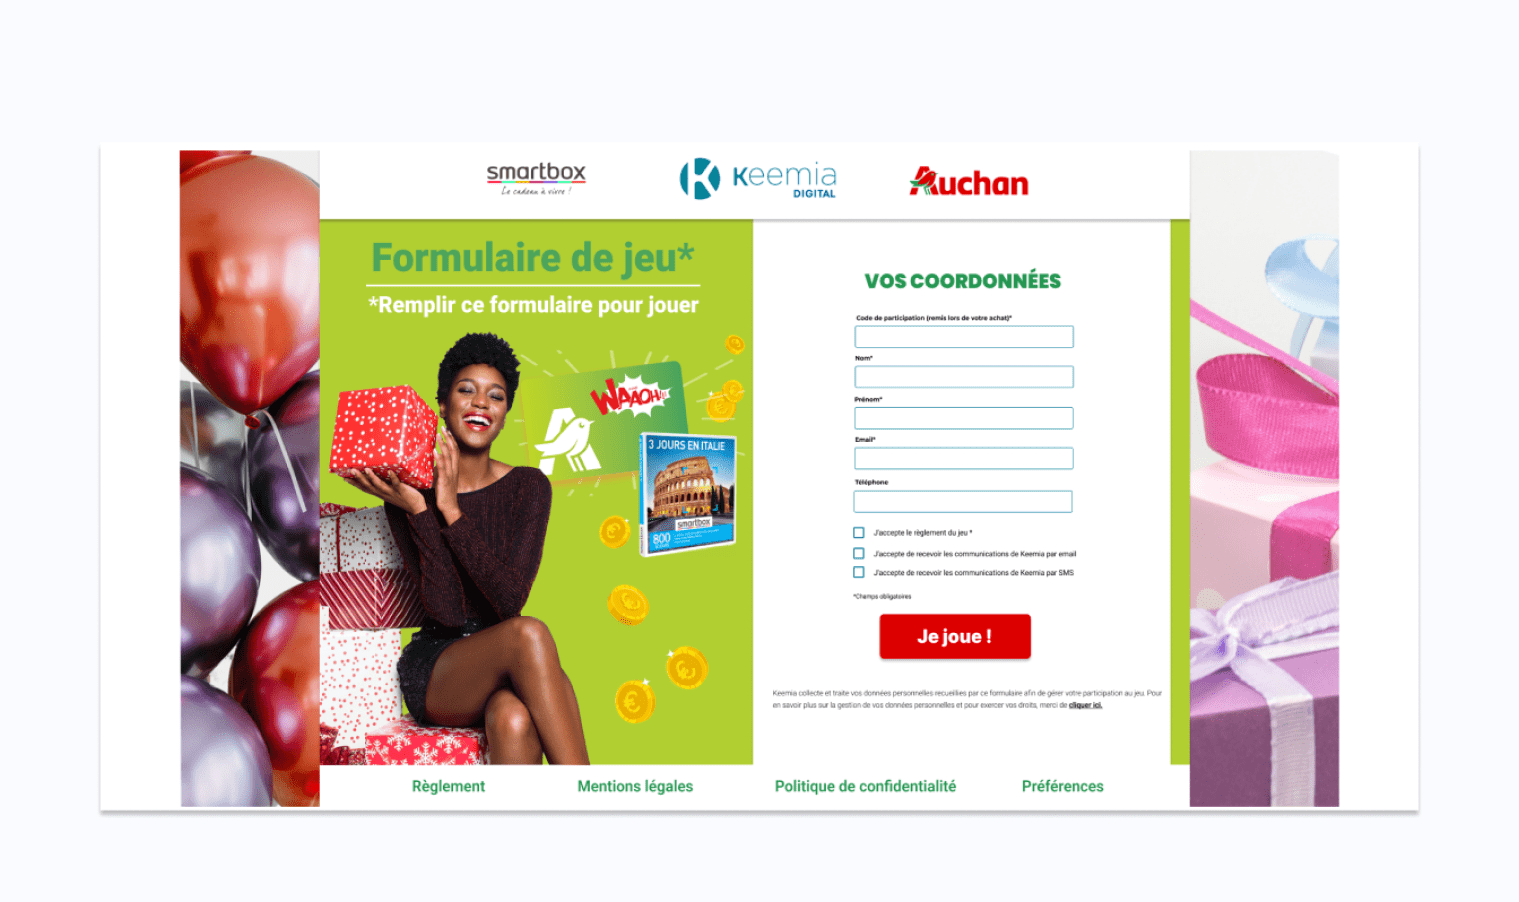 smartbox
Le cadeau à vivre !
Keemia
DIGITAL
Auchan
Formulaire de jeu*
*Remplir ce formulaire pour jouer
WAAOH!!!
3 JOURS EN ITALIE
smartbox
800
VOS COORDONNÉES
Code de participation (remis lors de votre achat)*
Nom*
Prénom*
Email*
Téléphone
J'accepte le règlement du jeu *
J'accepte de recevoir les communications de Keemia par email
J'accepte de recevoir les communications de Keemia par SMS
*Champs obligatoires
Je joue !
Keemia collecte et traite vos données personnelles recueillies par ce formulaire afin de gérer votre participation au jeu. Pour
en savoir plus sur la gestion de vos données personnelles et pour exercer vos droits, merci de cliquer ici.
Règlement
Mentions légales
Politique de confidentialité
Préférences